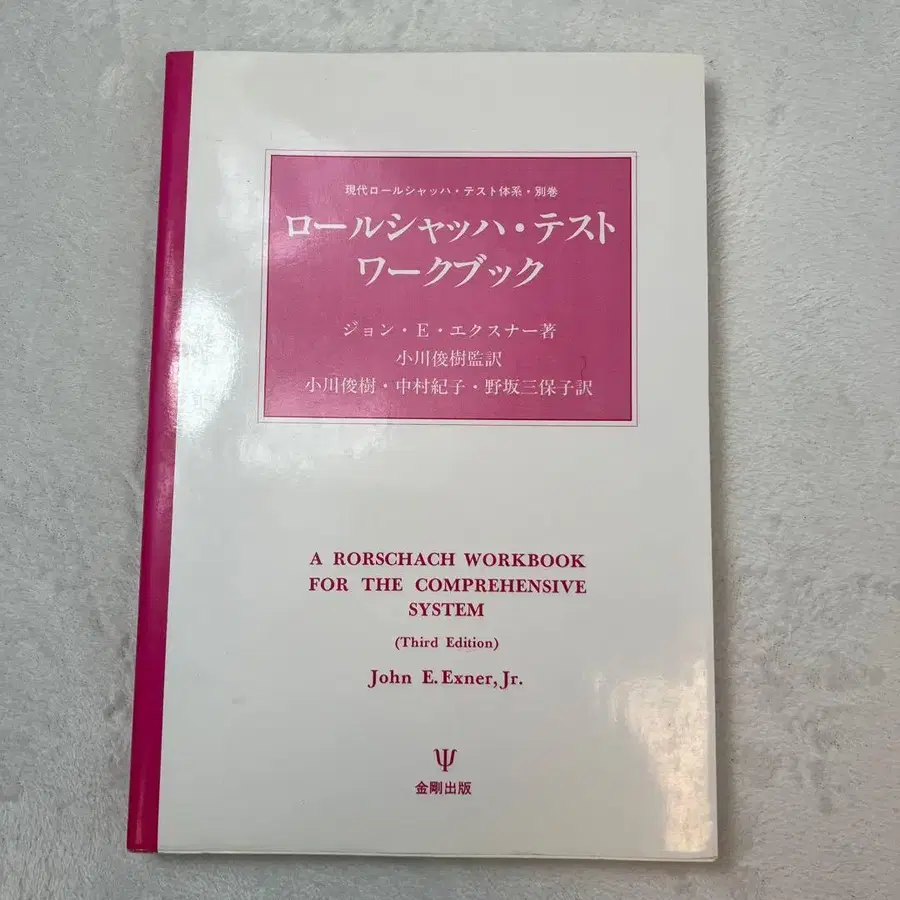 現代ロールシャッハ・テスト体系・別巻
ロールシャッハ・テスト
ワークブック
ジョン・E・エクスナー著
小川俊樹監訳
小川俊樹・中村紀子・野坂三保子訳
A RORSCHACH WORKBOOK
FOR THE COMPREHENSIVE
SYSTEM
(Third Edition)
John E. Exner, Jr.
Ψ
金剛出版